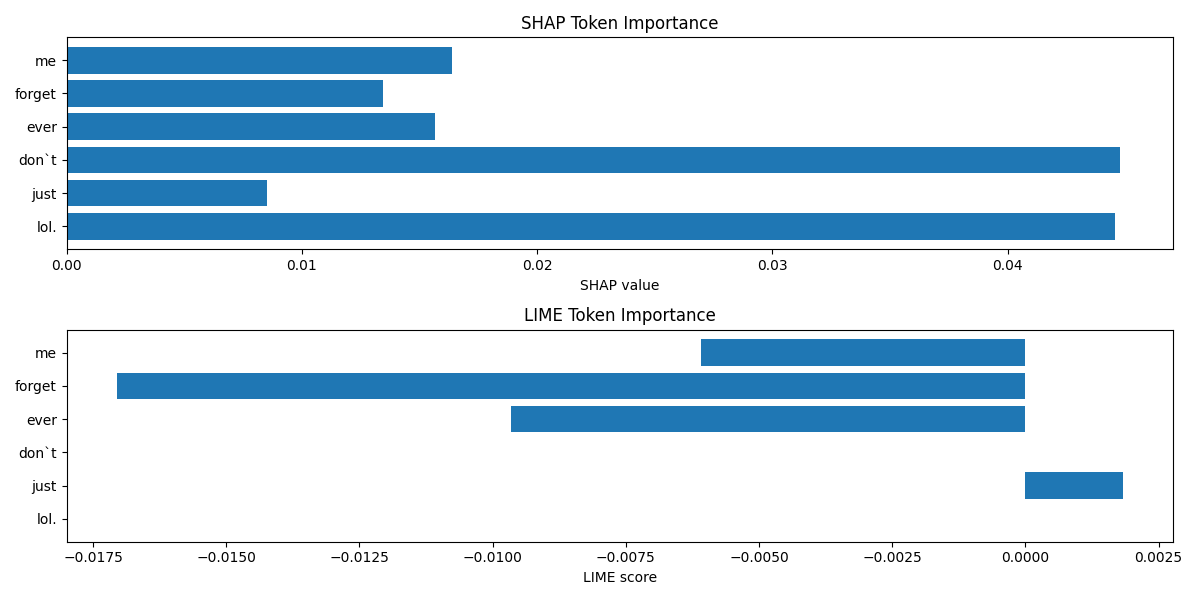 SHAP Token Importance
me
forget
ever
don`t
just
lol.
0.00 0.01 0.02 0.03 0.04
SHAP value
LIME Token Importance
me
forget
ever
don`t
just
lol.
−0.0175 −0.0150 −0.0125 −0.0100 −0.0075 −0.0050 −0.0025 0.0000 0.0025
LIME score